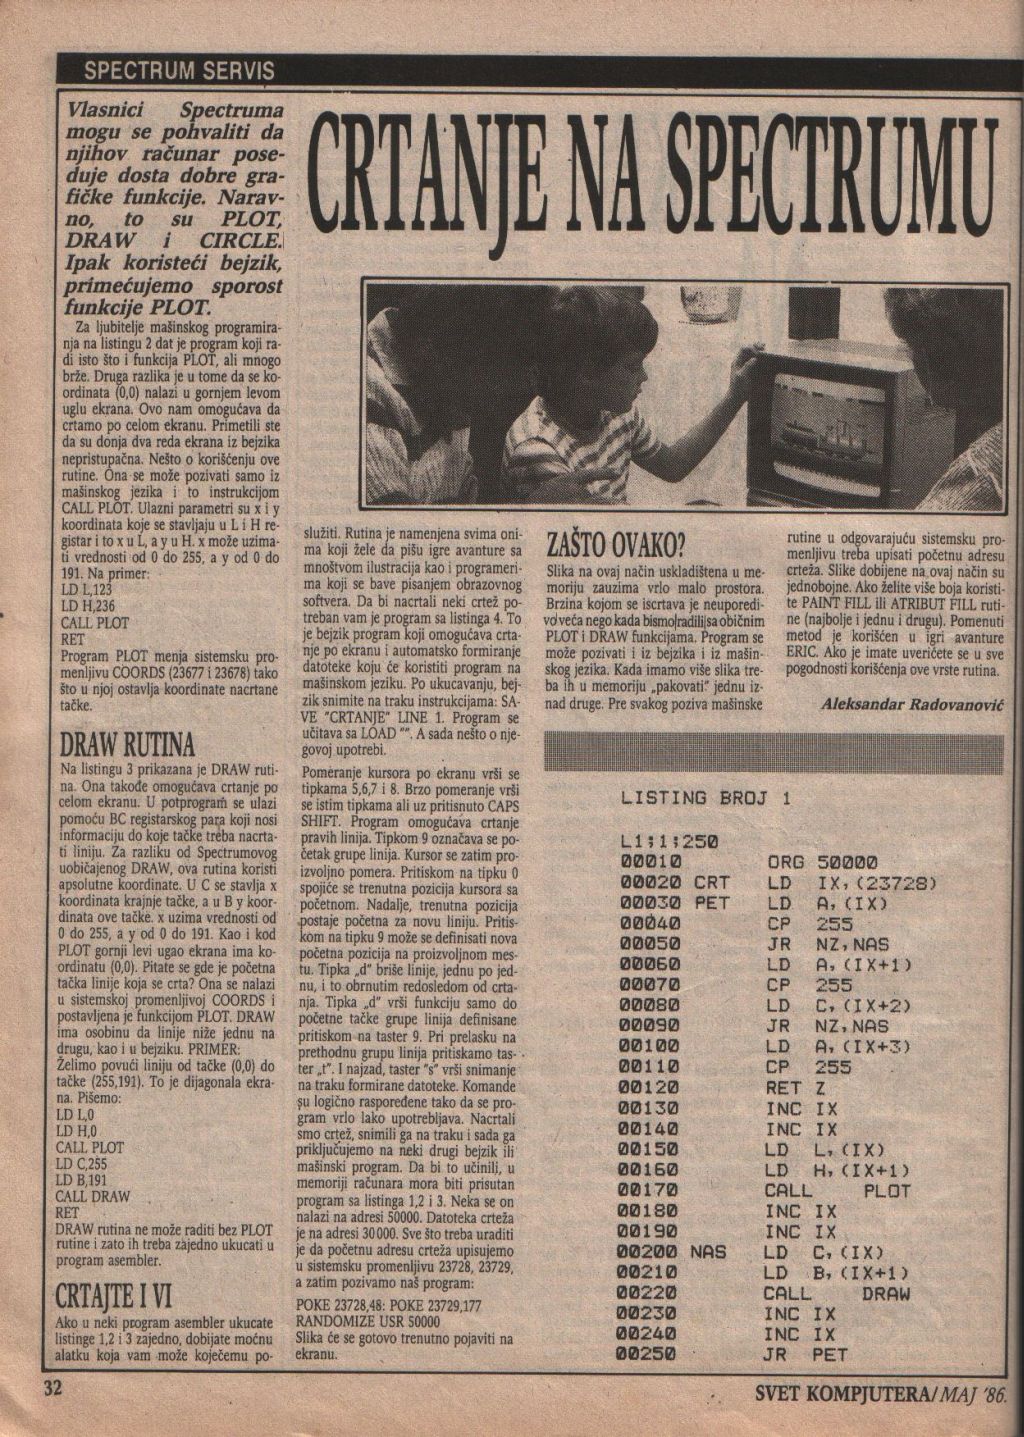 SPECTRUM SERVIS
CRTANJE NA SPECTRUMU
Vlasnici Spectruma
mogu se pohvaliti da
njihov računar pose-
duje dosta dobre gra-
fičke funkcije. Narav-
no, to su PLOT,
DRAW i CIRCLE.
Ipak koristeći bejzik,
primećujemo sporost
funkcije PLOT.
Za ljubitelje mašinskog programira-
nja na listingu 2 dat je program koji ra-
di isto što i funkcija PLOT, ali mnogo
brže. Druga razlika je u tome da se ko-
ordinata (0,0) nalazi u gornjem levom
uglu ekrana. Ovo nam omogućava da
crtamo po celom ekranu. Primetili ste
da su donja dva reda ekrana iz bejzika
nepristupačna. Nešto o korišćenju ove
rutine. Ona se može pozivati samo iz
mašinskog jezika i to instrukcijom
CALL PLOT. Ulazni parametri su x i y
koordinata koje se stavljaju u L i H re-
gistar i to x u L, a y u H. x može uzima-
ti vrednosti od 0 do 255, a y od 0 do
191. Na primer:
LD L,123
LD H,236
CALL PLOT
RET
Program PLOT menja sistemsku pro-
menljivu COORDS (23677 i 23678) tako
što u njoj ostavlja koordinate nacrtane
tačke.
DRAW RUTINA
Na listingu 3 prikazana je DRAW ruti-
na. Ona takođe omogućava crtanje po
celom ekranu. U potprogram se ulazi
pomoću BC registarskog para koji nosi
informaciju do koje tačke treba nacrta-
ti liniju. Za razliku od Spectrumovog
uobičajenog DRAW, ova rutina koristi
apsolutne koordinate. U C se stavlja x
koordinata krajnje tačke, a u B y koor-
dinata ove tačke. x uzima vrednosti od
0 do 255, a y od 0 do 191. Kao i kod
PLOT gornji levi ugao ekrana ima ko-
ordinatu (0,0). Pitate se gde je početna
tačka linije koja se crta? Ona se nalazi
u sistemskoj promenljivoj COORDS i
postavljena je funkcijom PLOT. DRAW
ima osobinu da linije niže jednu na
drugu, kao i u bejziku. PRIMER:
Želimo povući liniju od tačke (0,0) do
tačke (255,191). To je dijagonala ekra-
na. Pišemo:
LD L,0
LD H,0
CALL PLOT
LD C,255
LD B,191
CALL DRAW
RET
DRAW rutina ne može raditi bez PLOT
rutine i zato ih treba zajedno ukucati u
program asembler.
CRTAJTE I VI
Ako u neki program asembler ukucate
listinge 1,2 i 3 zajedno, dobijate moćnu
alatku koja vam može koječemu po-
služiti. Rutina je namenjena svima oni-
ma koji žele da pišu igre avanture sa
mnoštvom ilustracija kao i programeri-
ma koji se bave pisanjem obrazovnog
softvera. Da bi nacrtali neki crtež po-
treban vam je program sa listinga 4. To
je bejzik program koji omogućava crta-
nje po ekranu i automatsko formiranje
datoteke koju će koristiti program na
mašinskom jeziku. Po ukucavanju, bej-
zik snimite na traku instrukcijama: SA-
VE "CRTANJE" LINE 1. Program se
učitava sa LOAD "". A sada nešto o nje-
govoj upotrebi.
Pomeranje kursora po ekranu vrši se
tipkama 5,6,7 i 8. Brzo pomeranje vrši
se istim tipkama ali uz pritisnuto CAPS
SHIFT. Program omogućava crtanje
pravih linija. Tipkom 9 označava se po-
četak grupe linija. Kursor se zatim pro-
izvoljno pomera. Pritiskom na tipku 0
spojiće se trenutna pozicija kursora sa
početnom. Nadalje, trenutna pozicija
postaje početna za novu liniju. Pritis-
kom na tipku 9 može se definisati nova
početna pozicija na proizvoljnom mes-
tu. Tipka „d" briše linije, jednu po jed-
nu, i to obrnutim redosledom od crta-
nja. Tipka „d" vrši funkciju samo do
početne tačke grupe linija definisane
pritiskom na taster 9. Pri prelasku na
prethodnu grupu linija pritiskamo tas-
ter „t". I najzad, taster "s" vrši snimanje
na traku formirane datoteke. Komande
su logično raspoređene tako da se pro-
gram vrlo lako upotrebljava. Nacrtali
smo crtež, snimili ga na traku i sada ga
priključujemo na neki drugi bejzik ili
mašinski program. Da bi to učinili, u
memoriji računara mora biti prisutan
program sa listinga 1,2 i 3. Neka se on
nalazi na adresi 50000. Datoteka crteža
je na adresi 30000. Sve što treba uraditi
je da početnu adresu crteža upisujemo
u sistemsku promenljivu 23728, 23729,
a zatim pozivamo naš program:
POKE 23728,48: POKE 23729,177
RANDOMIZE USR 50000
Slika će se gotovo trenutno pojaviti na
ekranu.
ZAŠTO OVAKO?
Slika na ovaj način uskladištena u me-
moriju zauzima vrlo malo prostora.
Brzina kojom se iscrtava je neuporedi-
vo veća nego kada bismo radili sa običnim
PLOT i DRAW funkcijama. Program se
može pozivati i iz bejzika i iz mašin-
skog jezika. Kada imamo više slika tre-
ba ih u memoriju „pakovati" jednu iz-
nad druge. Pre svakog poziva mašinske
rutine u odgovarajuću sistemsku pro-
menljivu treba upisati početnu adresu
crteža. Slike dobijene na ovaj način su
jednobojne. Ako želite više boja koristi-
te PAINT FILL ili ATRIBUT FILL ruti-
ne (najbolje i jednu i drugu). Pomenuti
metod je korišćen u igri avanture
ERIC. Ako je imate uverićete se u sve
pogodnosti korišćenja ove vrste rutina.
Aleksandar Radovanović
LISTING BROJ 1
L1;1;250
00010 ORG 50000
00020 CRT LD IX,(23728)
00030 PET LD A,(IX)
00040 CP 255
00050 JR NZ,NAS
00060 LD A,(IX+1)
00070 CP 255
00080 LD C,(IX+2)
00090 JR NZ,NAS
00100 LD A,(IX+3)
00110 CP 255
00120 RET Z
00130 INC IX
00140 INC IX
00150 LD L,(IX)
00160 LD H,(IX+1)
00170 CALL PLOT
00180 INC IX
00190 INC IX
00200 NAS LD C,(IX)
00210 LD B,(IX+1)
00220 CALL DRAW
00230 INC IX
00240 INC IX
00250 JR PET
32
SVET KOMPJUTERA/MAJ '86.